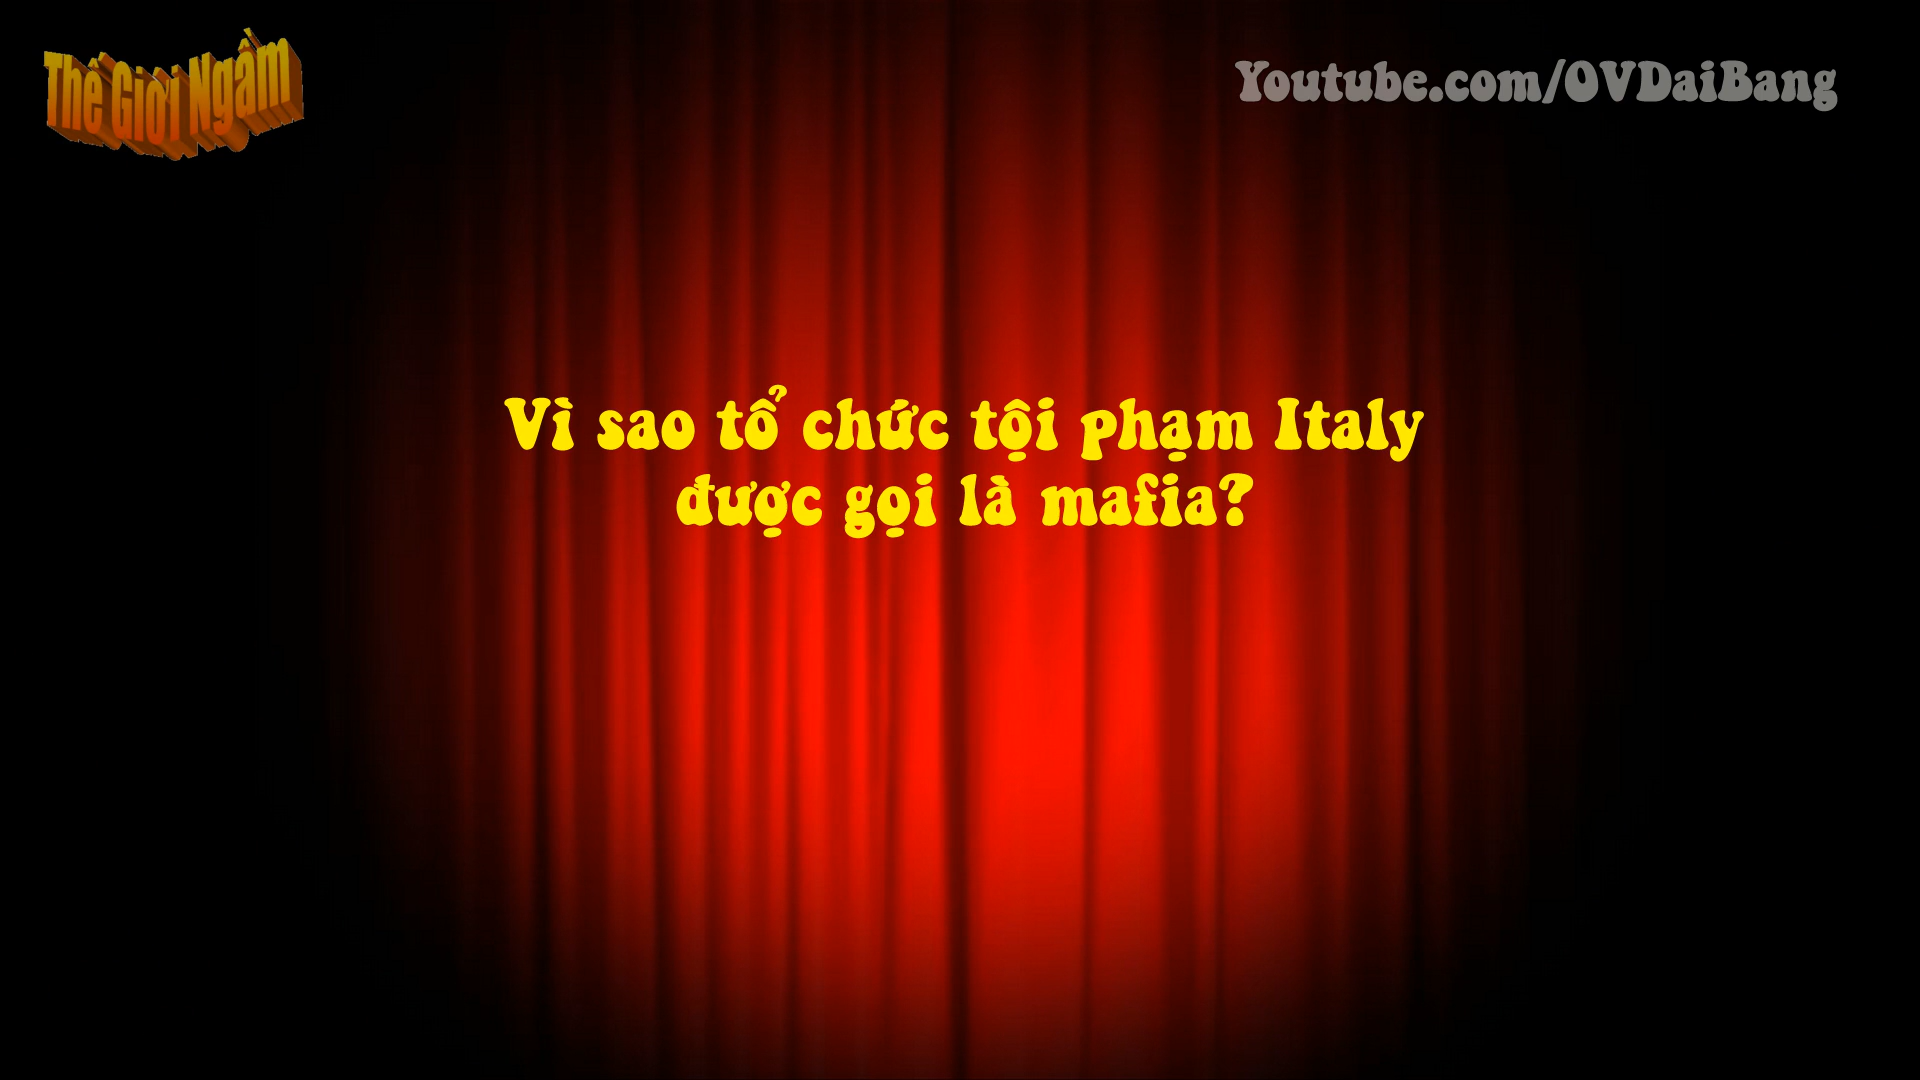 Thế Giới Ngầm
Youtube.com/OVDaiBang
Vì sao tổ chức tội phạm Italy
được gọi là mafia?